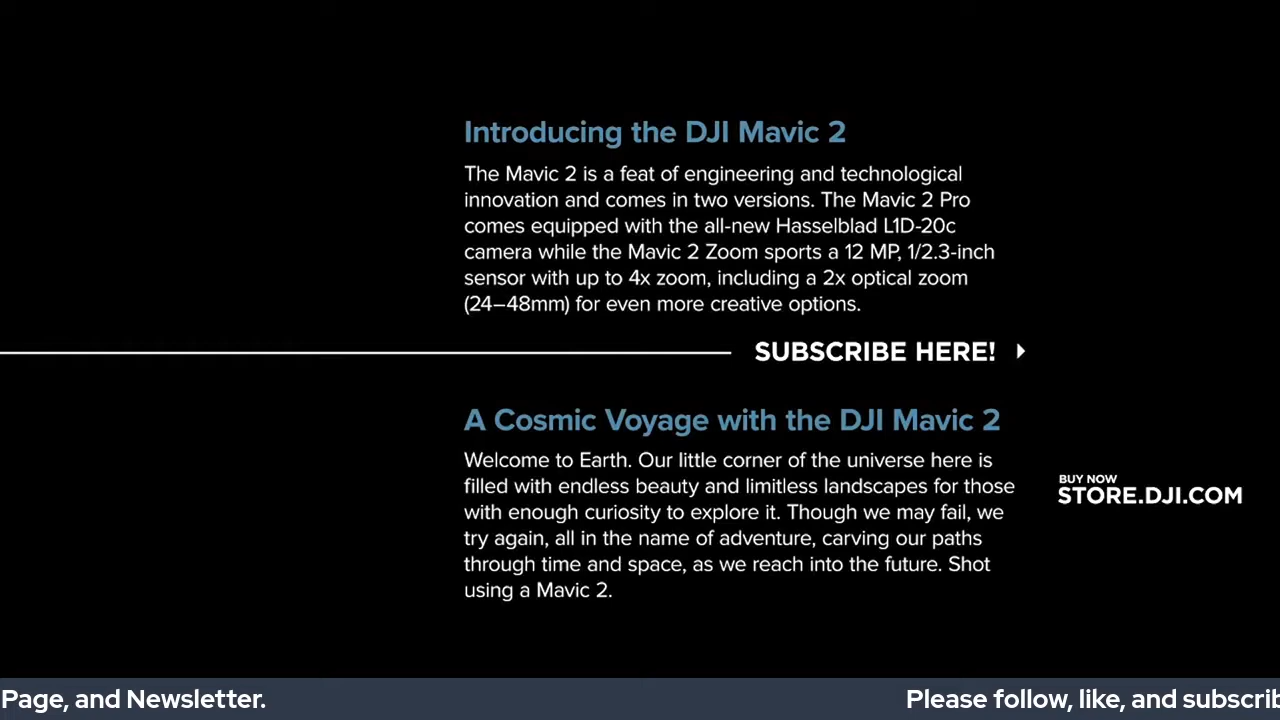 Introducing the DJI Mavic 2
The Mavic 2 is a feat of engineering and technological
innovation and comes in two versions. The Mavic 2 Pro
comes equipped with the all-new Hasselblad L1D-20c
camera while the Mavic 2 Zoom sports a 12 MP, 1/2.3-inch
sensor with up to 4x zoom, including a 2x optical zoom
(24–48mm) for even more creative options.
SUBSCRIBE HERE!
A Cosmic Voyage with the DJI Mavic 2
Welcome to Earth. Our little corner of the universe here is
filled with endless beauty and limitless landscapes for those
with enough curiosity to explore it. Though we may fail, we
try again, all in the name of adventure, carving our paths
through time and space, as we reach into the future. Shot
using a Mavic 2.
BUY NOW
STORE.DJI.COM
Page, and Newsletter.
Please follow, like, and